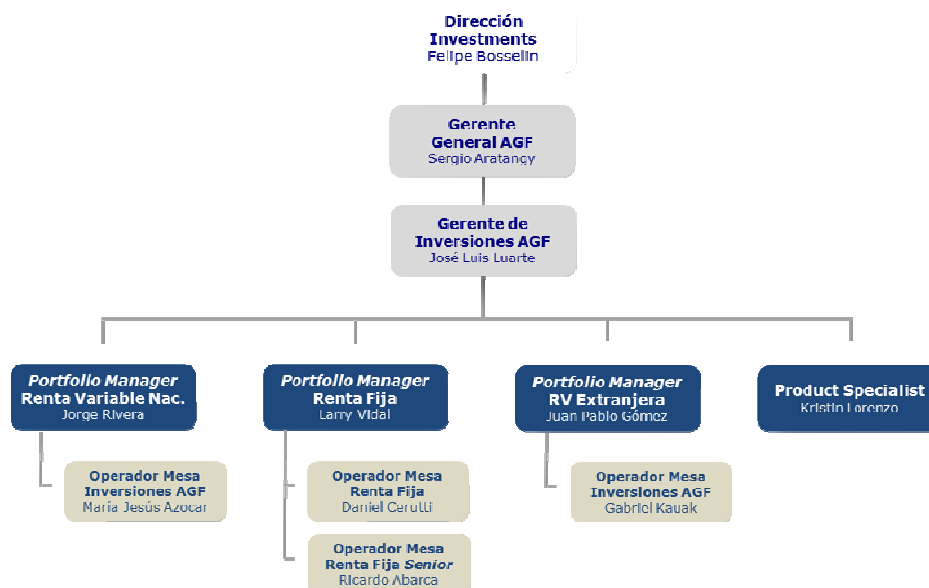 Dirección
Investments
Felipe Bosselin
Gerente
General AGF
Sergio Aratangy
Gerente de
Inversiones AGF
José Luis Luarte
Portfolio Manager
Renta Variable Nac.
Jorge Rivera
Portfolio Manager
Renta Fija
Larry Vidal
Portfolio Manager
RV Extranjera
Juan Pablo Gómez
Product Specialist
Kristin Lorenzo
Operador Mesa
Inversiones AGF
María Jesús Azocar
Operador Mesa
Renta Fija
Daniel Cerutti
Operador Mesa
Inversiones AGF
Gabriel Kauak
Operador Mesa
Renta Fija Senior
Ricardo Abarca